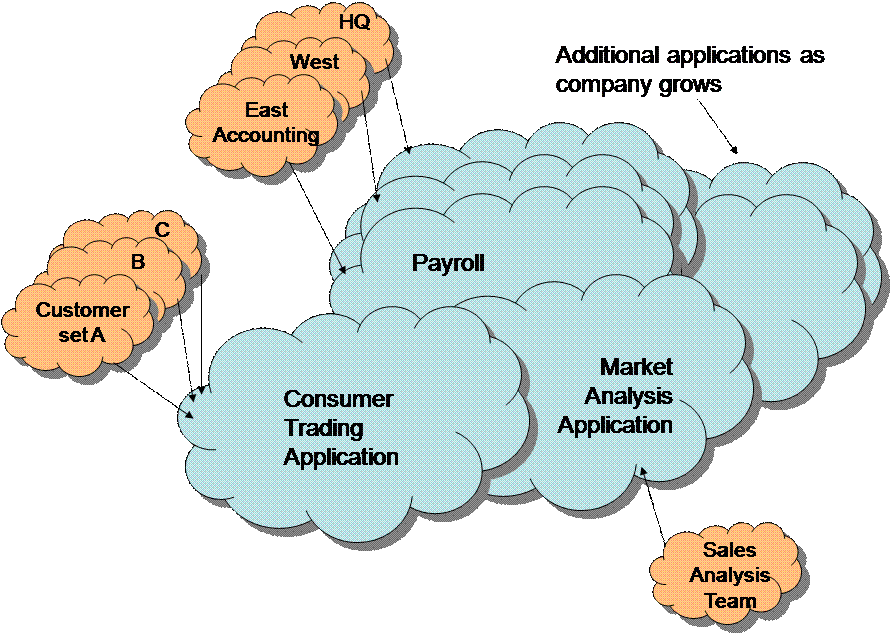 HQ
West
East
Accounting
Additional applications as
company grows
C
B
Customer
set A
Payroll
Market
Analysis
Application
Consumer
Trading
Application
Sales
Analysis
Team